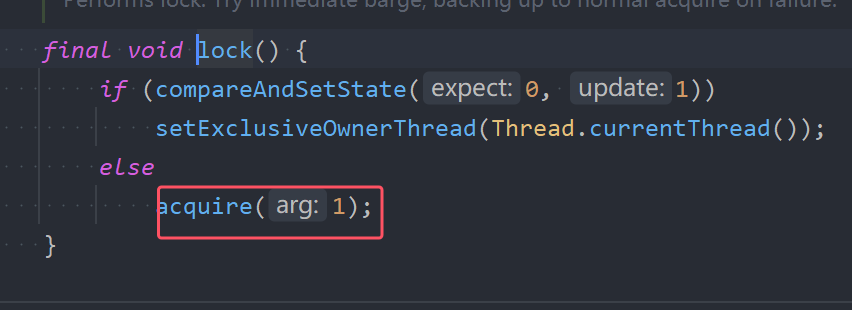 Performs lock. Try immediate barge, backing up to normal acquire on failure.
final void lock() {
if (compareAndSetState( expect: 0, update: 1))
setExclusiveOwnerThread(Thread.currentThread());
else
acquire( arg: 1);
}